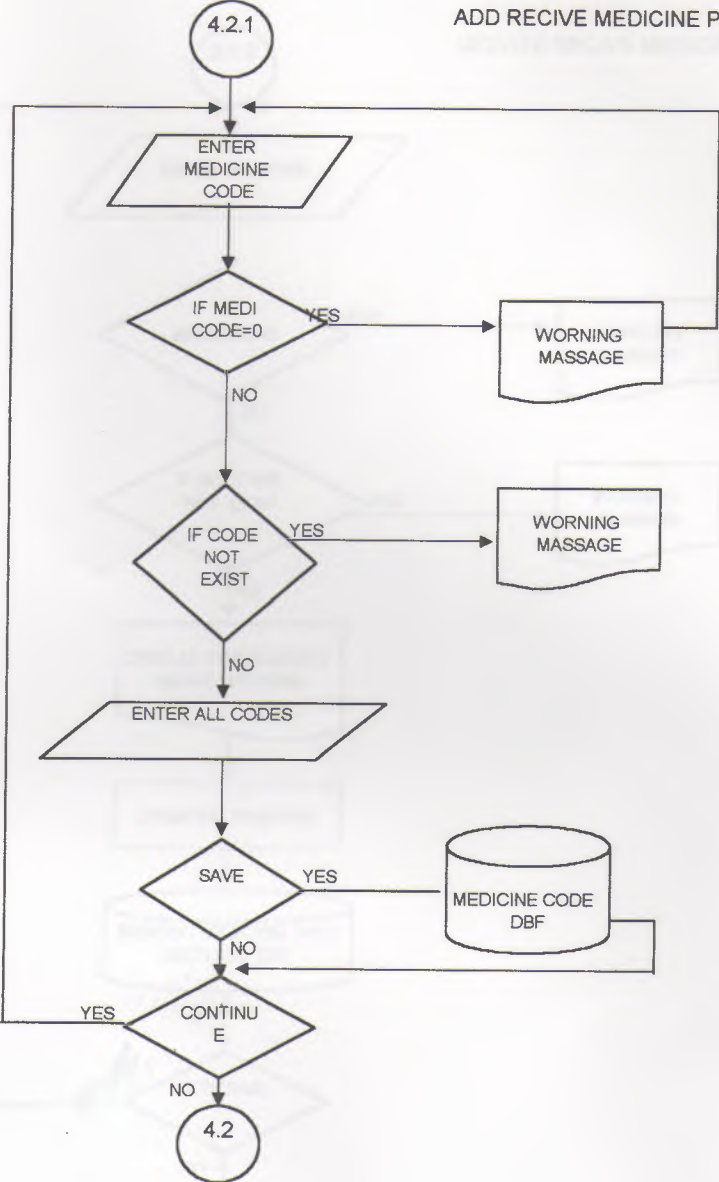 4.2.1
ADD RECIVE MEDICINE P
ENTER
MEDICINE
CODE
IF MEDI
CODE=0
YES
WORNING
MASSAGE
NO
IF CODE
NOT
EXIST
YES
WORNING
MASSAGE
NO
ENTER ALL CODES
SAVE
YES
MEDICINE CODE
DBF
NO
YES
CONTINU
E
NO
4.2